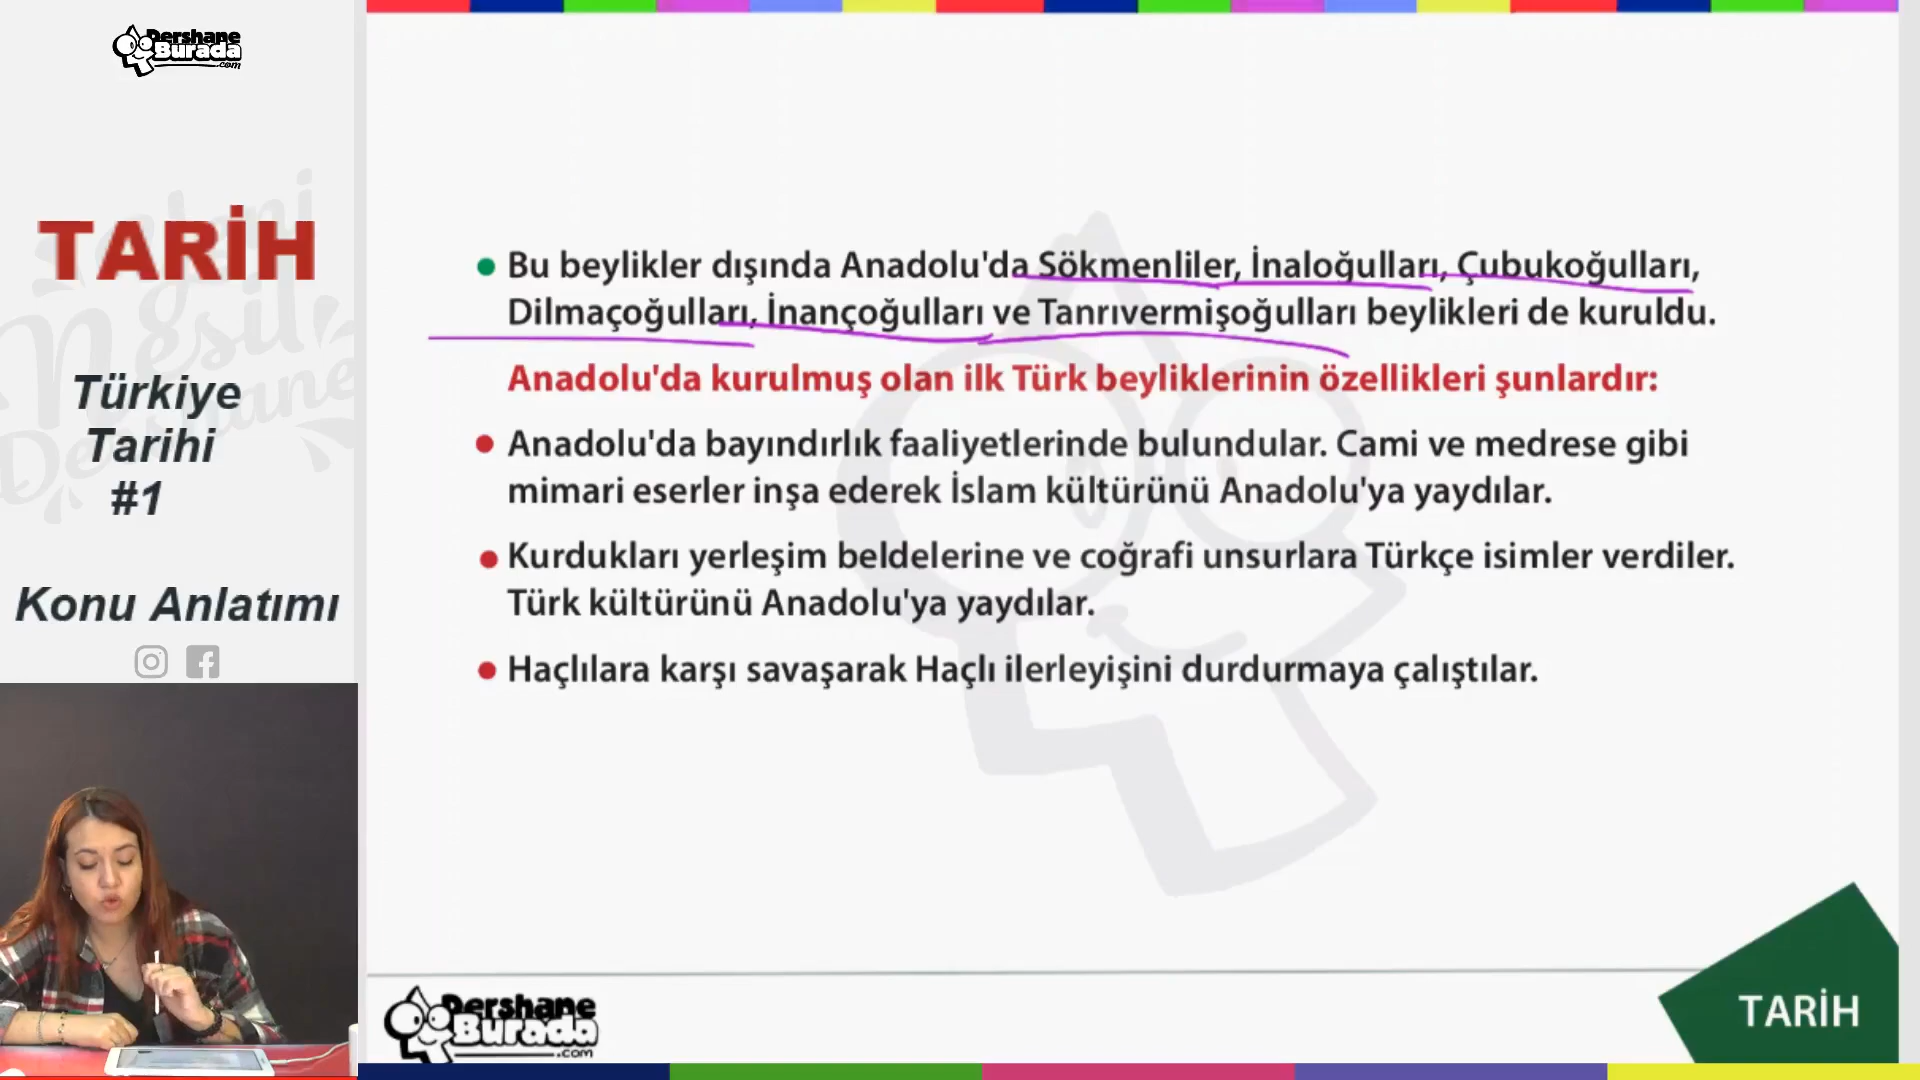 Dershane
Burada
.com
TARİH
Türkiye
Tarihi
#1
Konu Anlatımı
Yeni
nesil
Dershane
Bu beylikler dışında Anadolu'da Sökmenliler, İnaloğulları, Çubukoğulları,
Dilmaçoğulları, İnançoğulları ve Tanrıvermişoğulları beylikleri de kuruldu.
Anadolu'da kurulmuş olan ilk Türk beyliklerinin özellikleri şunlardır:
Anadolu'da bayındırlık faaliyetlerinde bulundular. Cami ve medrese gibi
mimari eserler inşa ederek İslam kültürünü Anadolu'ya yaydılar.
Kurdukları yerleşim beldelerine ve coğrafi unsurlara Türkçe isimler verdiler.
Türk kültürünü Anadolu'ya yaydılar.
Haçlılara karşı savaşarak Haçlı ilerleyişini durdurmaya çalıştılar.
Dershane
Burada
.com
TARİH